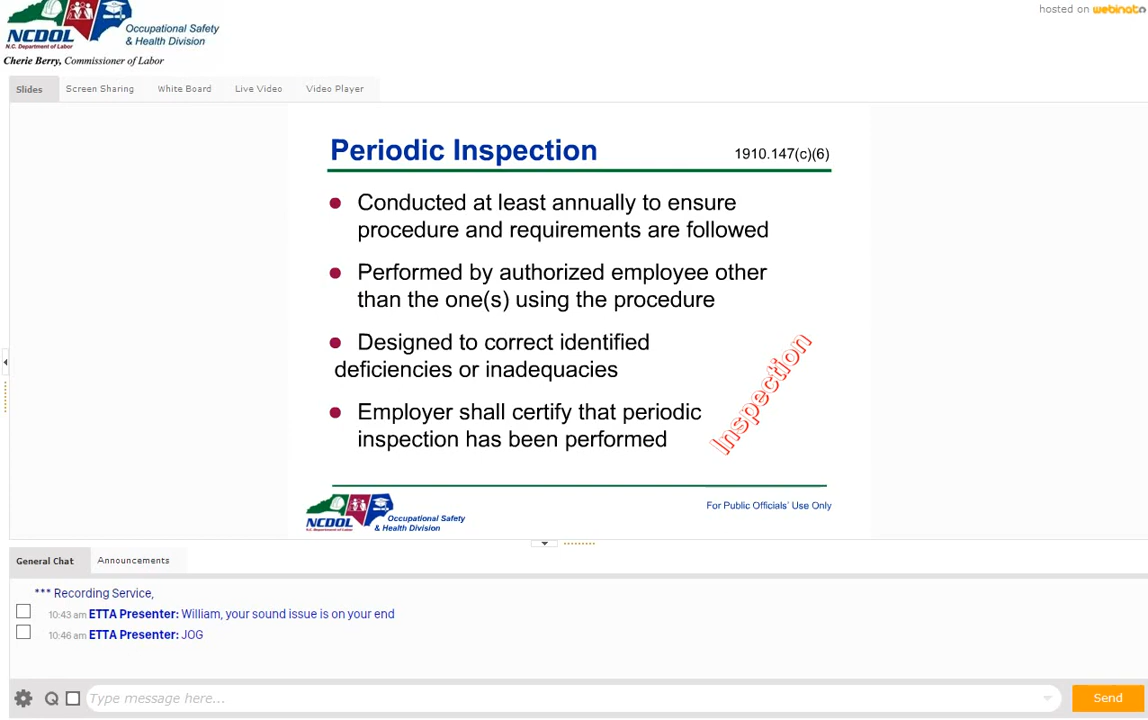 hosted on webinato
NCDOL
N.C. Department of Labor
Occupational Safety
& Health Division
Cherie Berry, Commissioner of Labor
Slides
Screen Sharing
White Board
Live Video
Video Player
Periodic Inspection
1910.147(c)(6)
Conducted at least annually to ensure
procedure and requirements are followed
Performed by authorized employee other
than the one(s) using the procedure
Designed to correct identified
deficiencies or inadequacies
Employer shall certify that periodic
inspection has been performed
Inspection
NCDOL
N.C. Department of Labor
Occupational Safety
& Health Division
For Public Officials' Use Only
General Chat
Announcements
*** Recording Service,
10:43 am ETTA Presenter: William, your sound issue is on your end
10:46 am ETTA Presenter: JOG
Q
Type message here...
Send